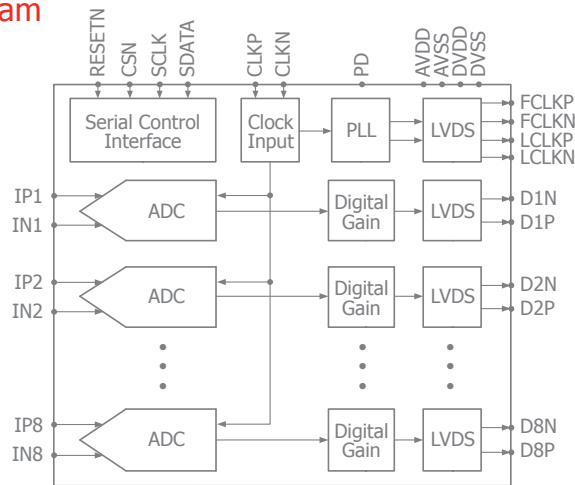 am
RESETN
CSN
SCLK
SDATA
CLKP
CLKN
PD
AVDD
AVSS
DVDD
DVSS
Serial Control
Interface
Clock
Input
PLL
LVDS
FCLKP
FCLKN
LCLKP
LCLKN
IP1
IN1
ADC
Digital
Gain
LVDS
D1N
D1P
IP2
IN2
ADC
Digital
Gain
LVDS
D2N
D2P
IP8
IN8
ADC
Digital
Gain
LVDS
D8N
D8P